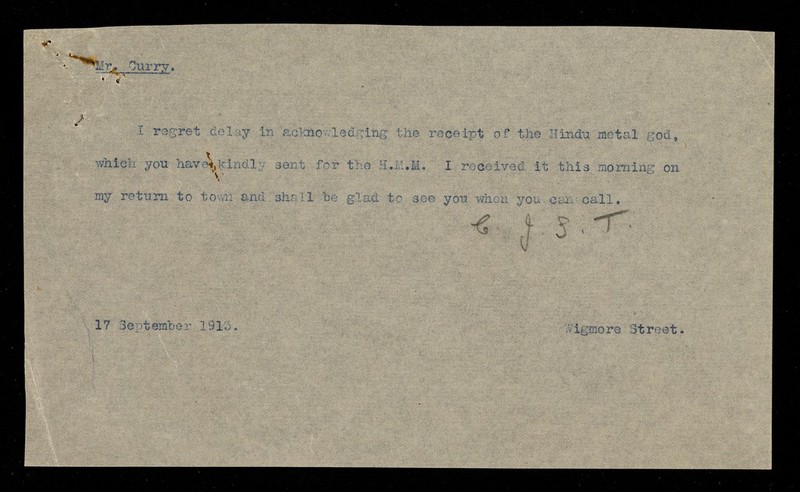 Mr. Curry.
I regret delay in acknowledging the receipt of the Hindu metal god,
which you have kindly sent for the H.M.M. I received it this morning on
my return to town and shall be glad to see you when you can call.
C. J. S. T.
17 September 1913.
Wigmore Street.